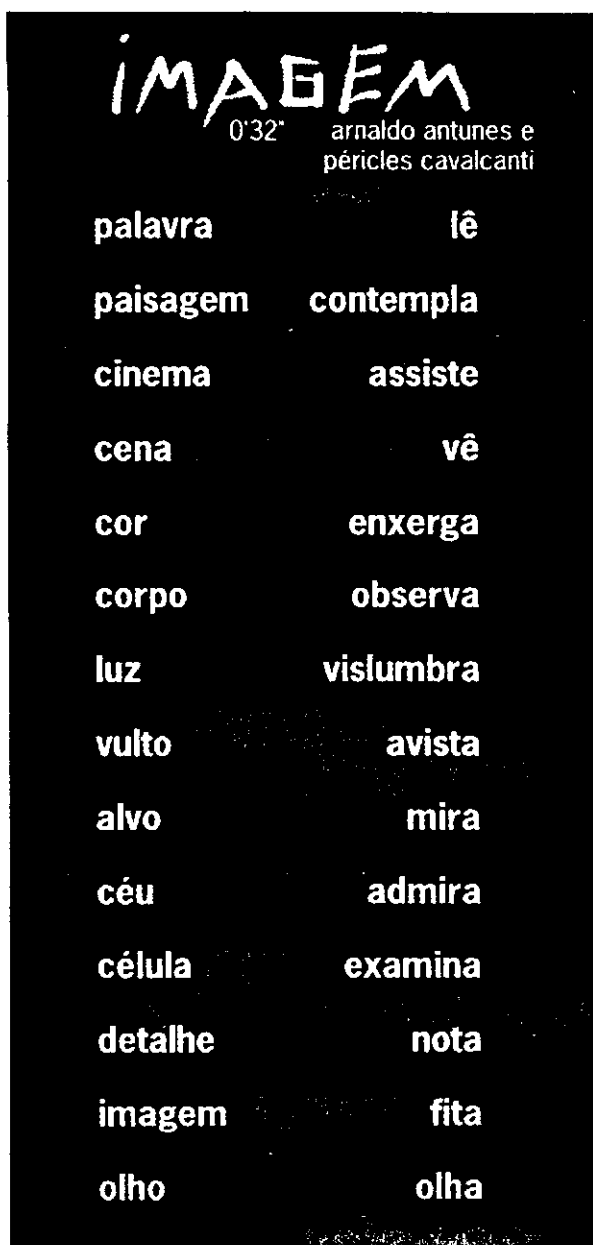 iMAGEM
0'32" arnaldo antunes e
péricles cavalcanti
palavra lê
paisagem contempla
cinema assiste
cena vê
cor enxerga
corpo observa
luz vislumbra
vulto avista
alvo mira
céu admira
célula examina
detalhe nota
imagem fita
olho olha